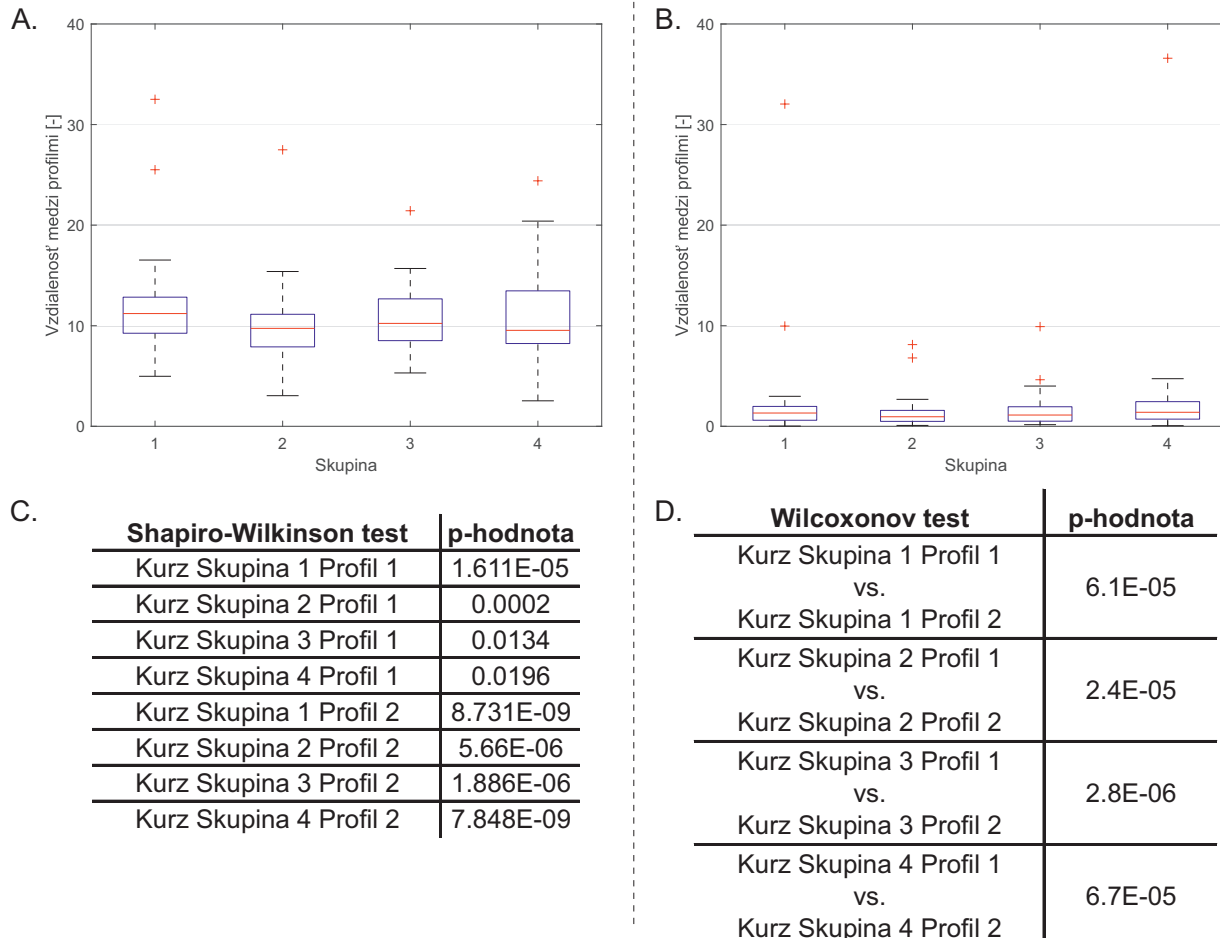 A.
40
30
20
10
0
Vzdialenosť medzi profilmi [-]
1 2 3 4
Skupina
B.
40
30
20
10
0
Vzdialenosť medzi profilmi [-]
1 2 3 4
Skupina
C.
Shapiro-Wilkinson test p-hodnota
Kurz Skupina 1 Profil 1 1.611E-05
Kurz Skupina 2 Profil 1 0.0002
Kurz Skupina 3 Profil 1 0.0134
Kurz Skupina 4 Profil 1 0.0196
Kurz Skupina 1 Profil 2 8.731E-09
Kurz Skupina 2 Profil 2 5.66E-06
Kurz Skupina 3 Profil 2 1.886E-06
Kurz Skupina 4 Profil 2 7.848E-09
D.
Wilcoxonov test p-hodnota
Kurz Skupina 1 Profil 1
vs. 6.1E-05
Kurz Skupina 1 Profil 2
Kurz Skupina 2 Profil 1
vs. 2.4E-05
Kurz Skupina 2 Profil 2
Kurz Skupina 3 Profil 1
vs. 2.8E-06
Kurz Skupina 3 Profil 2
Kurz Skupina 4 Profil 1
vs. 6.7E-05
Kurz Skupina 4 Profil 2